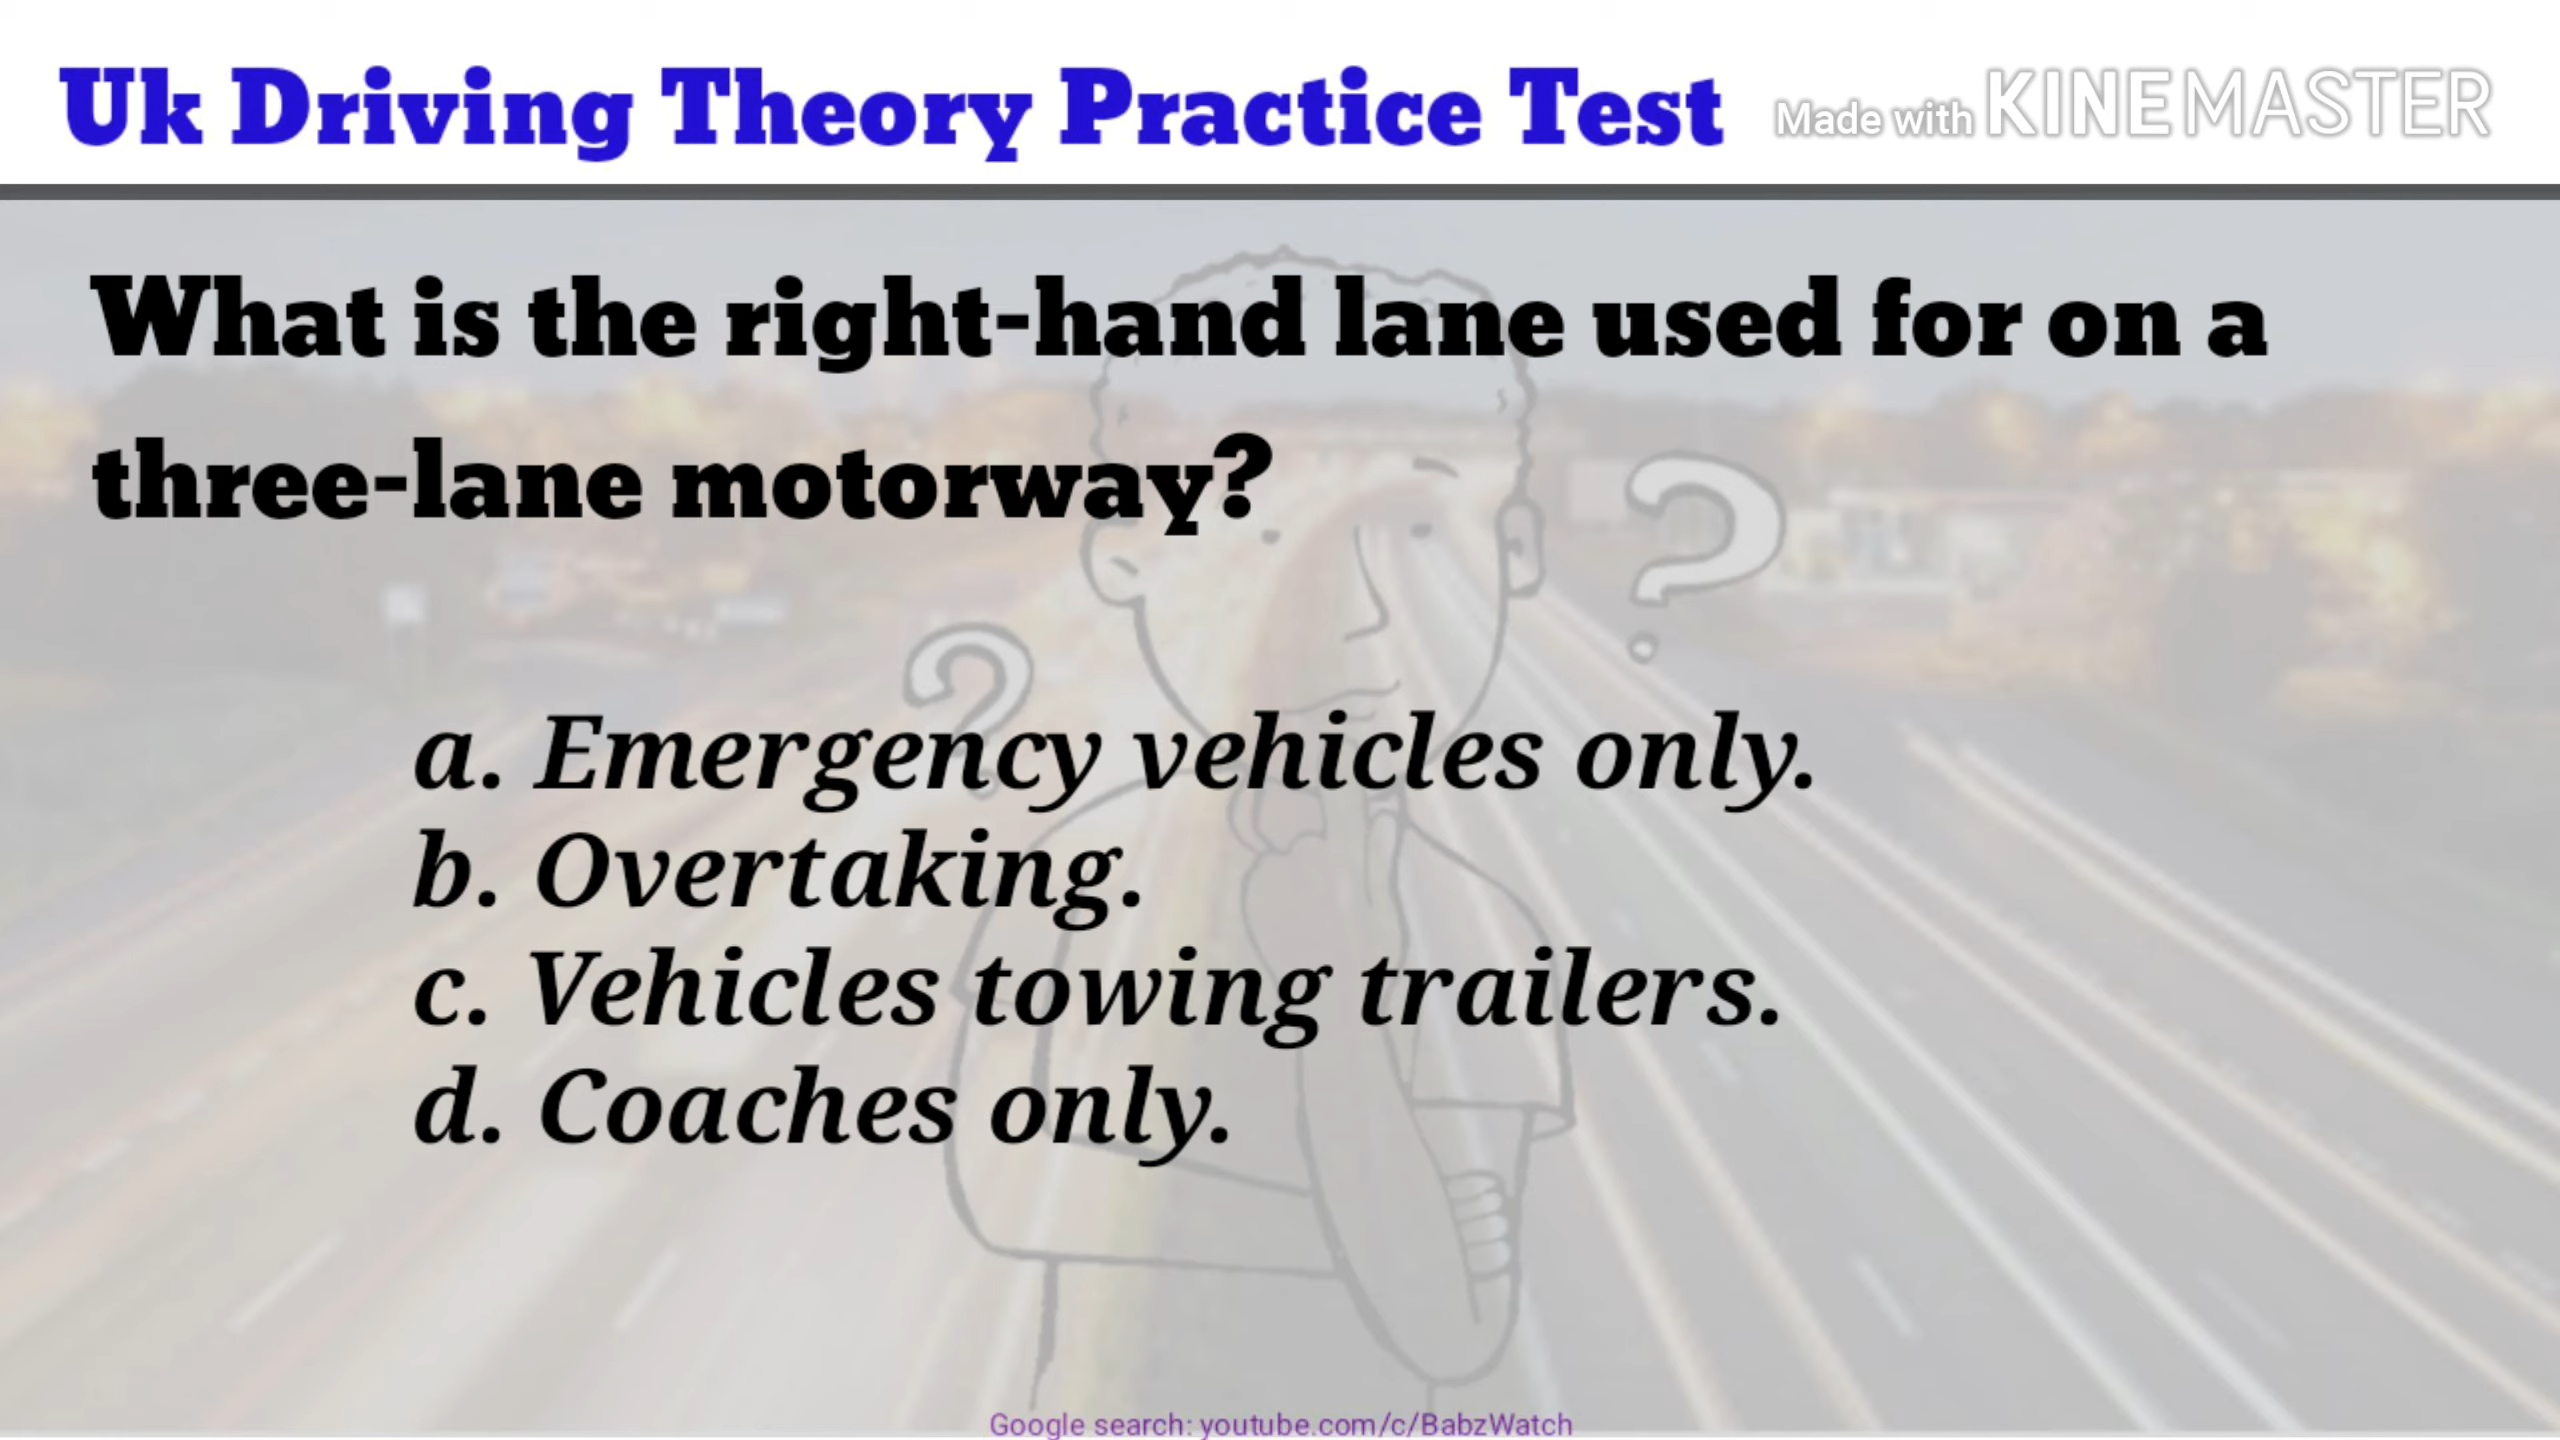 Uk Driving Theory Practice Test
Made with KINEMASTER
What is the right-hand lane used for on a
three-lane motorway?
a. Emergency vehicles only.
b. Overtaking.
c. Vehicles towing trailers.
d. Coaches only.
Google search: youtube.com/c/BabzWatch